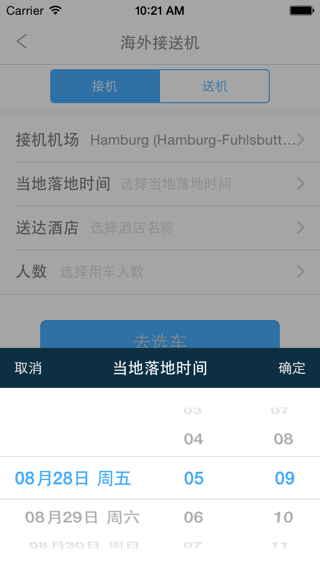 Carrier 10:21 AM
海外接送机
接机 送机
接机机场 Hamburg (Hamburg-Fuhlsbutt...
当地落地时间 选择当地落地时间
送达酒店 选择酒店名称
人数 选择用车人数
去选车
取消 当地落地时间 确定
03 07
04 08
08月28日 周五 05 09
08月29日 周六 06 10
08月30日 周日 07 11